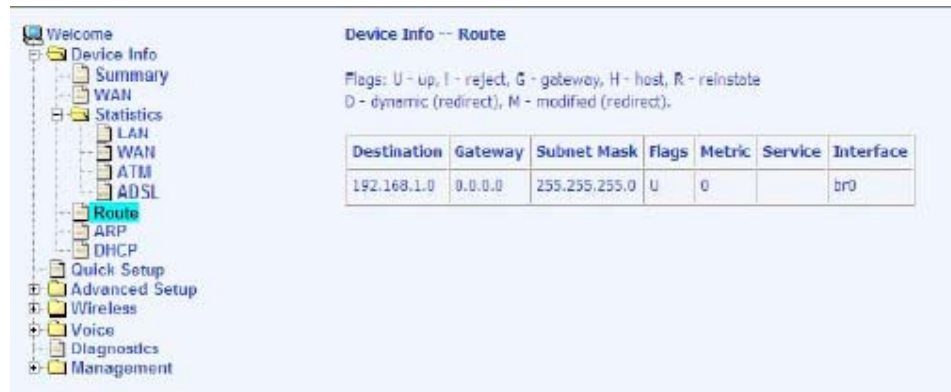 Welcome
Device Info
Summary
WAN
Statistics
LAN
WAN
ATM
ADSL
Route
ARP
DHCP
Quick Setup
Advanced Setup
Wireless
Voice
Diagnostics
Management
Device Info -- Route
Flags: U - up, ! - reject, G - gateway, H - host, R - reinstate
D - dynamic (redirect), M - modified (redirect).
Destination Gateway Subnet Mask Flags Metric Service Interface
192.168.1.0 0.0.0.0 255.255.255.0 U 0 br0